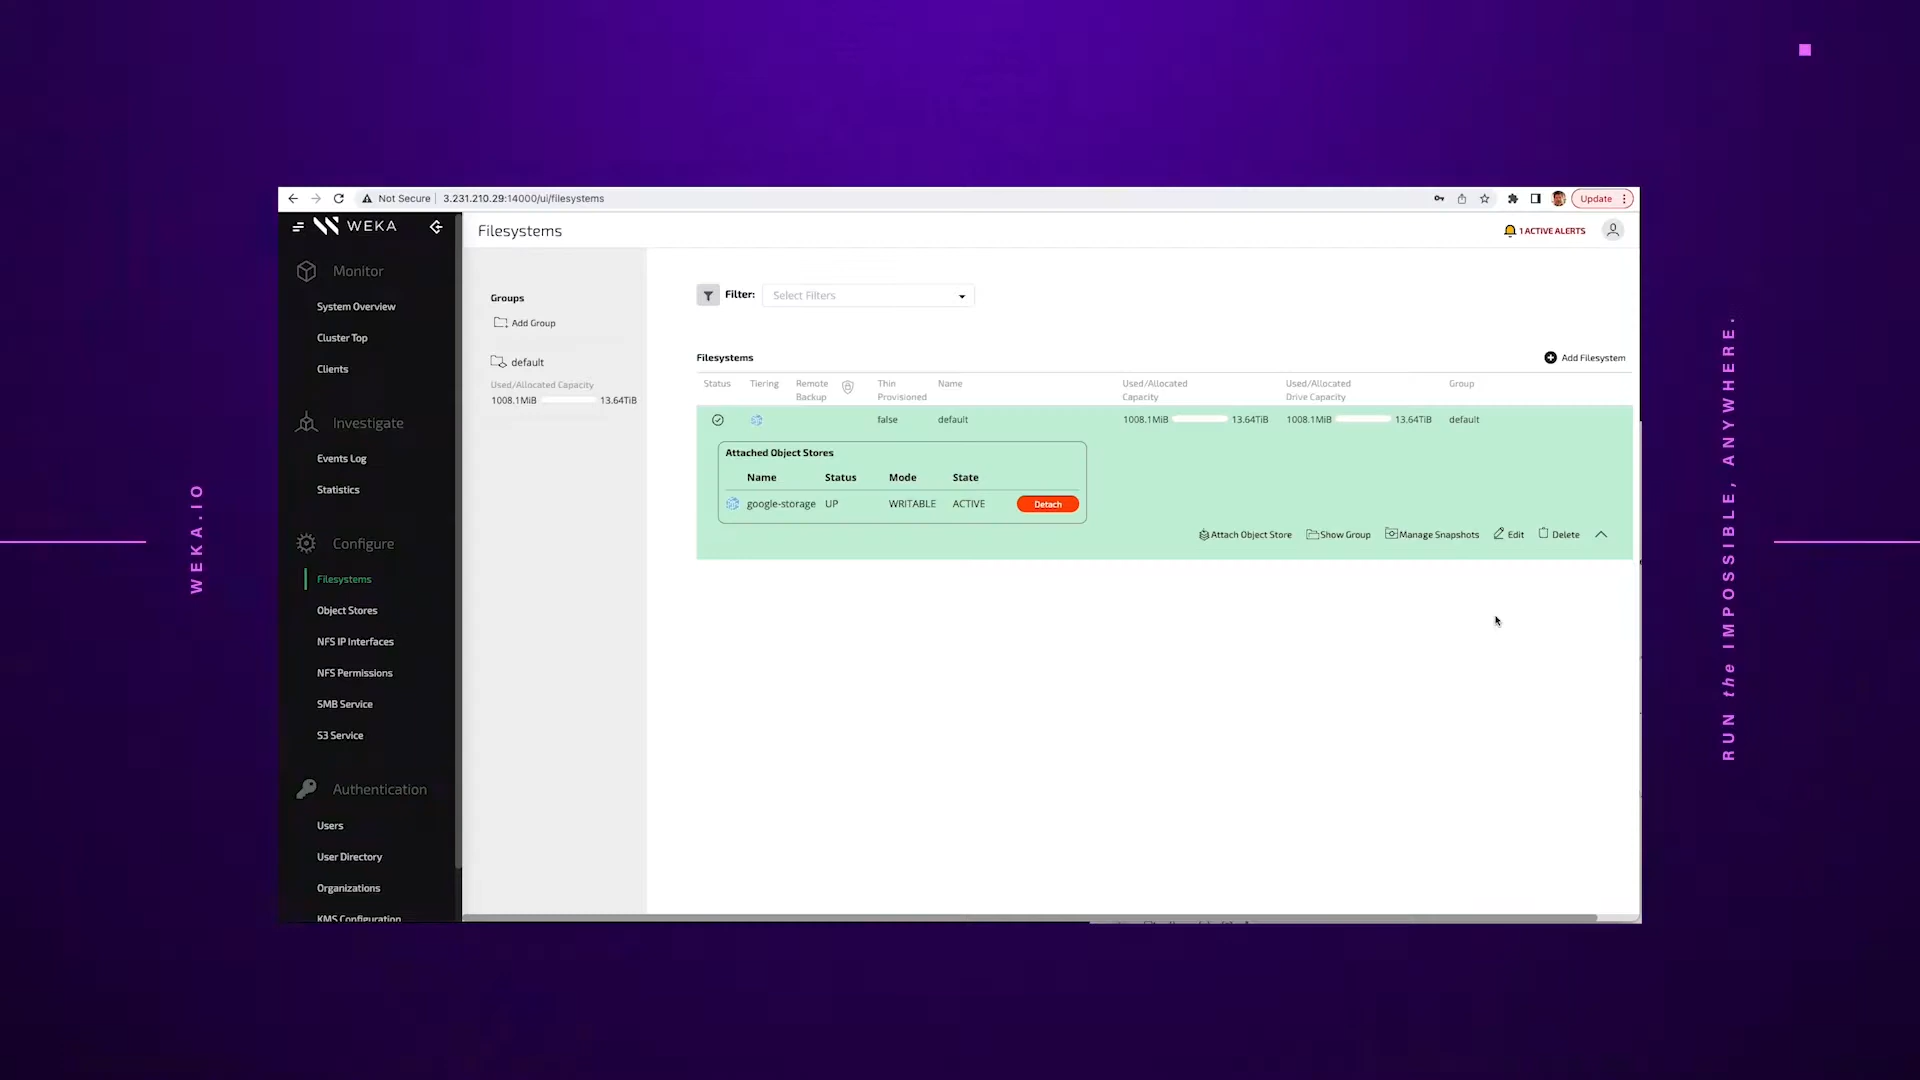 Not Secure
3.231.210.29:14000/ui/filesystems
Update
WEKA
Filesystems
1 ACTIVE ALERTS
Monitor
System Overview
Cluster Top
Clients
Investigate
Events Log
Statistics
Configure
Filesystems
Object Stores
NFS IP Interfaces
NFS Permissions
SMB Service
S3 Service
Authentication
Users
User Directory
Organizations
KMS Configuration
Groups
Add Group
default
Used/Allocated Capacity
1008.1MiB 13.64TiB
Filter: Select Filters
Filesystems
Add Filesystem
Status Tiering Remote Backup Thin Provisioned Name Used/Allocated Capacity Used/Allocated Drive Capacity Group
false default 1008.1MiB 13.64TiB 1008.1MiB 13.64TiB default
Attached Object Stores
Name Status Mode State
google-storage UP WRITABLE ACTIVE Detach
Attach Object Store Show Group Manage Snapshots Edit Delete
WEKA.IO
RUN the IMPOSSIBLE, ANYWHERE.